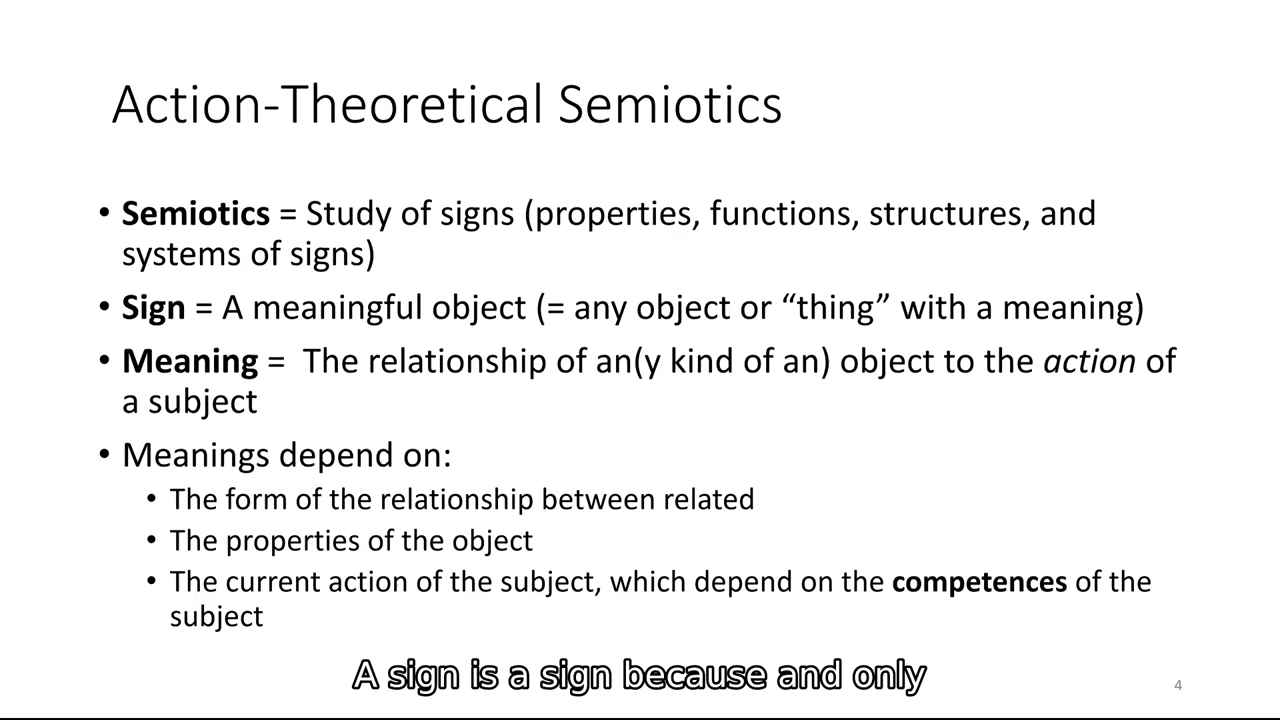 Action-Theoretical Semiotics
• Semiotics = Study of signs (properties, functions, structures, and
systems of signs)
• Sign = A meaningful object (= any object or “thing” with a meaning)
• Meaning = The relationship of an(y kind of an) object to the action of
a subject
• Meanings depend on:
• The form of the relationship between related
• The properties of the object
• The current action of the subject, which depend on the competences of the
subject
A sign is a sign because and only
4